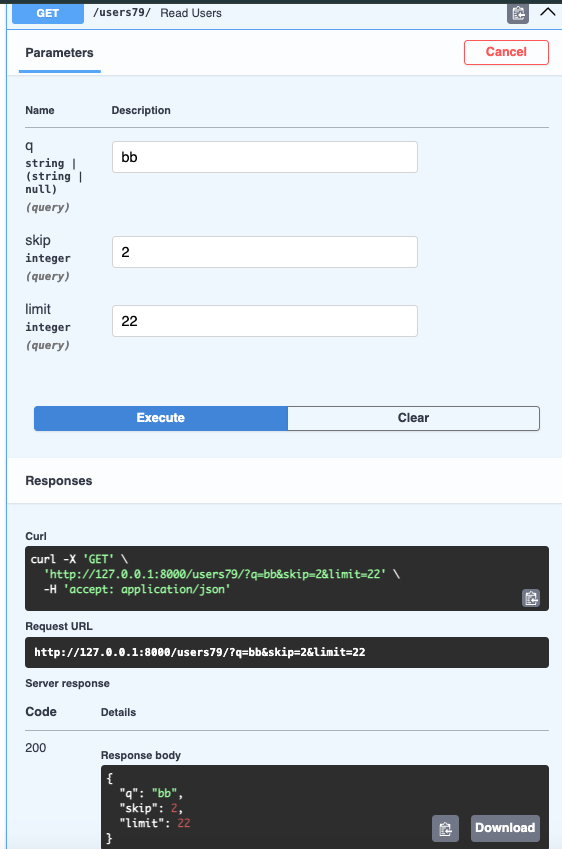 GET /users79/ Read Users
Parameters
Cancel
Name Description
q
string |
(string |
null)
(query)
bb
skip
integer
(query)
2
limit
integer
(query)
22
Execute Clear
Responses
Curl
curl -X 'GET' \
'http://127.0.0.1:8000/users79/?q=bb&skip=2&limit=22' \
-H 'accept: application/json'
Request URL
http://127.0.0.1:8000/users79/?q=bb&skip=2&limit=22
Server response
Code Details
200
Response body
{
"q": "bb",
"skip": 2,
"limit": 22
}
Download